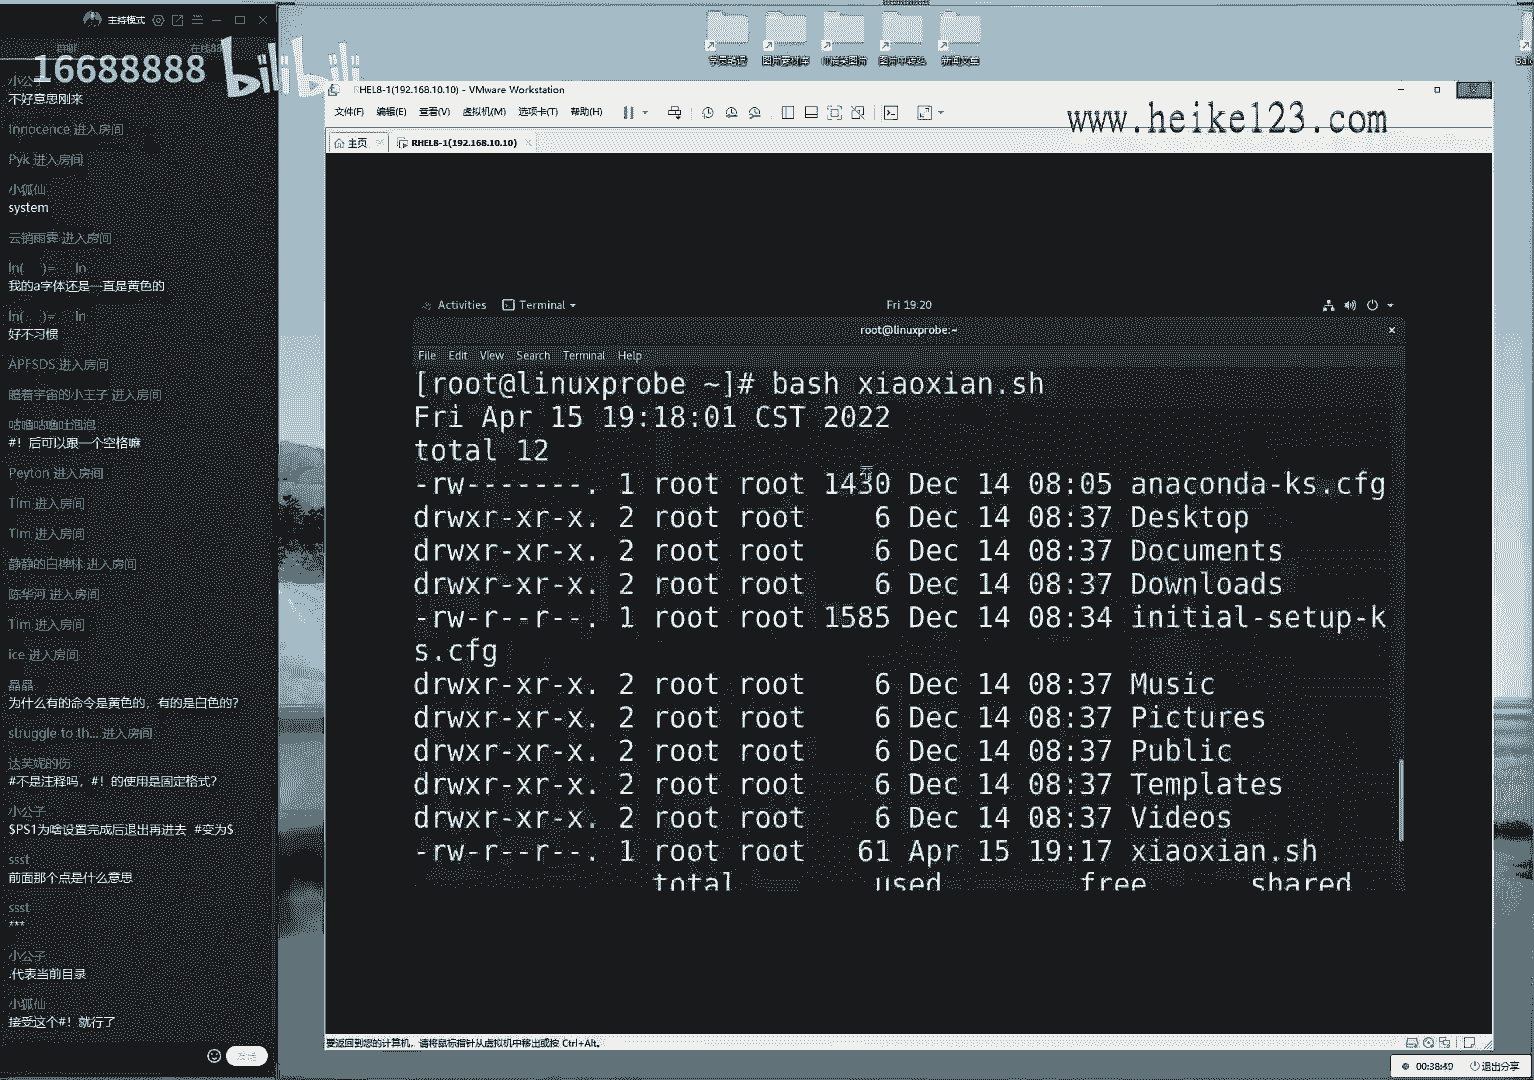 主持模式
16688888
bilibili
不好意思刚来
Innocence 进入房间
Pyk 进入房间
小狐仙
system
云销雨霁 进入房间
ln( )= ln
我的a字体还是一直是黄色的
ln( )= ln
好不习惯
APFSDS 进入房间
瞻着宇宙的小王子 进入房间
咕噜咕噜吐泡泡
#！后可以跟一个空格嘛
Peyton 进入房间
Tim 进入房间
Tim 进入房间
静静的白桦林 进入房间
陈华河 进入房间
Tim 进入房间
ice 进入房间
晶晶
为什么有的命令是黄色的，有的是白色的?
struggle to th... 进入房间
达芙妮的伤
#不是注释吗，#！的使用是固定格式?
小公子
$PS1为啥设置完成后退出再进去 #变为$
ssst
前面那个点是什么意思
ssst
***
小公子
.代表当前目录
小狐仙
接受这个#！就行了
发送
RHEL8-1(192.168.10.10) - VMware Workstation
文件(F) 编辑(E) 查看(V) 虚拟机(M) 选项卡(T) 帮助(H)
www.heike123.com
主页 RHEL8-1(192.168.10.10)
Activities Terminal Fri 19:20
root@linuxprobe:~
File Edit View Search Terminal Help
[root@linuxprobe ~]# bash xiaoxian.sh
Fri Apr 15 19:18:01 CST 2022
total 12
-rw-------. 1 root root 1430 Dec 14 08:05 anaconda-ks.cfg
drwxr-xr-x. 2 root root 6 Dec 14 08:37 Desktop
drwxr-xr-x. 2 root root 6 Dec 14 08:37 Documents
drwxr-xr-x. 2 root root 6 Dec 14 08:37 Downloads
-rw-r--r--. 1 root root 1585 Dec 14 08:34 initial-setup-k
s.cfg
drwxr-xr-x. 2 root root 6 Dec 14 08:37 Music
drwxr-xr-x. 2 root root 6 Dec 14 08:37 Pictures
drwxr-xr-x. 2 root root 6 Dec 14 08:37 Public
drwxr-xr-x. 2 root root 6 Dec 14 08:37 Templates
drwxr-xr-x. 2 root root 6 Dec 14 08:37 Videos
-rw-r--r--. 1 root root 61 Apr 15 19:17 xiaoxian.sh
total used free shared
要返回到您的计算机，请将鼠标指针从虚拟机中移出或按 Ctrl+Alt。
00:38:40 退出分享